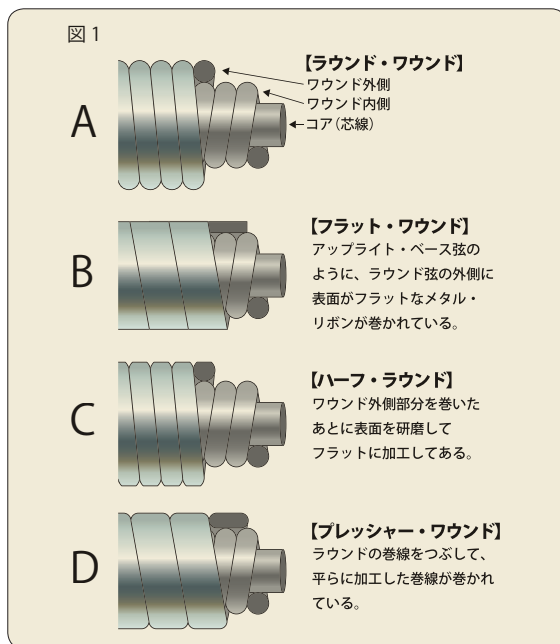 図1
A
【ラウンド・ワウンド】
ワウンド外側
ワウンド内側
コア（芯線）
B
【フラット・ワウンド】
アップライト・ベース弦の
ように、ラウンド弦の外側に
表面がフラットなメタル・
リボンが巻かれている。
C
【ハーフ・ラウンド】
ワウンド外側部分を巻いた
あとに表面を研磨して
フラットに加工してある。
D
【プレッシャー・ワウンド】
ラウンドの巻線をつぶして、
平らに加工した巻線が巻かれ
ている。